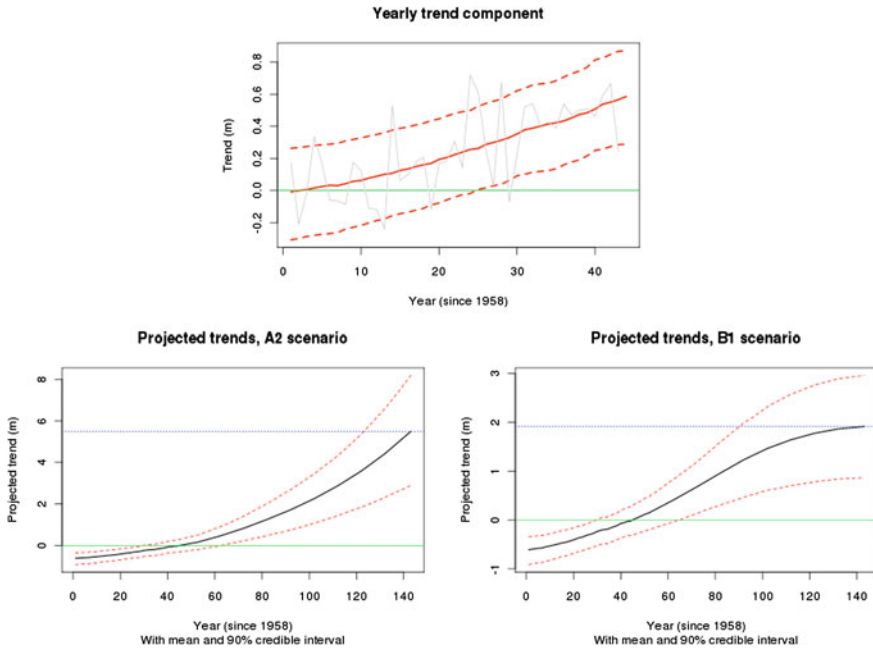 Yearly trend component
Trend (m)
0.8
0.6
0.4
0.2
0.0
-0.2
0 10 20 30 40
Year (since 1958)
Projected trends, A2 scenario
Projected trend (m)
8
6
4
2
0
0 20 40 60 80 100 120 140
Year (since 1958)
With mean and 90% credible interval
Projected trends, B1 scenario
Projected trend (m)
3
2
1
0
-1
0 20 40 60 80 100 120 140
Year (since 1958)
With mean and 90% credible interval